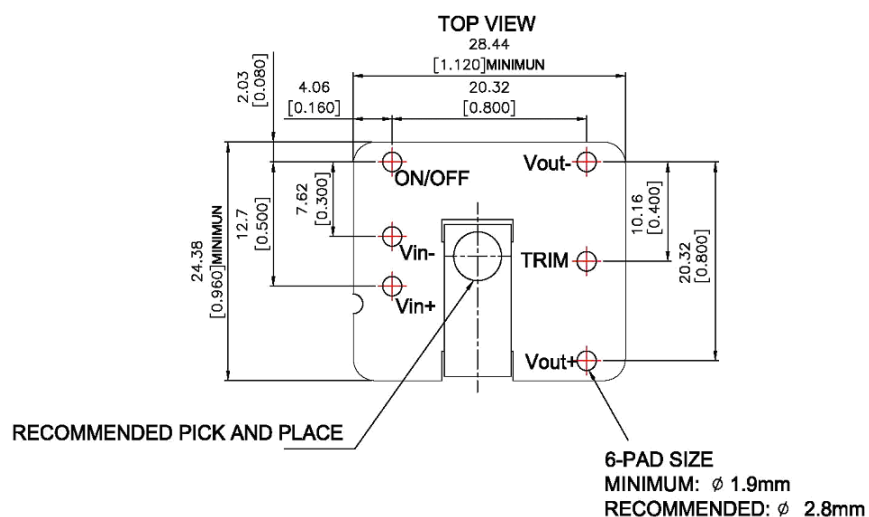 TOP VIEW
28.44
[1.120]MINIMUN
2.03
[0.080]
4.06
[0.160]
20.32
[0.800]
ON/OFF
Vout-
7.62
[0.300]
12.7
[0.500]
24.38
[0.960]MINIMUN
10.16
[0.400]
20.32
[0.800]
Vin-
TRIM
Vin+
Vout+
RECOMMENDED PICK AND PLACE
6-PAD SIZE
MINIMUM: ϕ 1.9mm
RECOMMENDED: ϕ 2.8mm